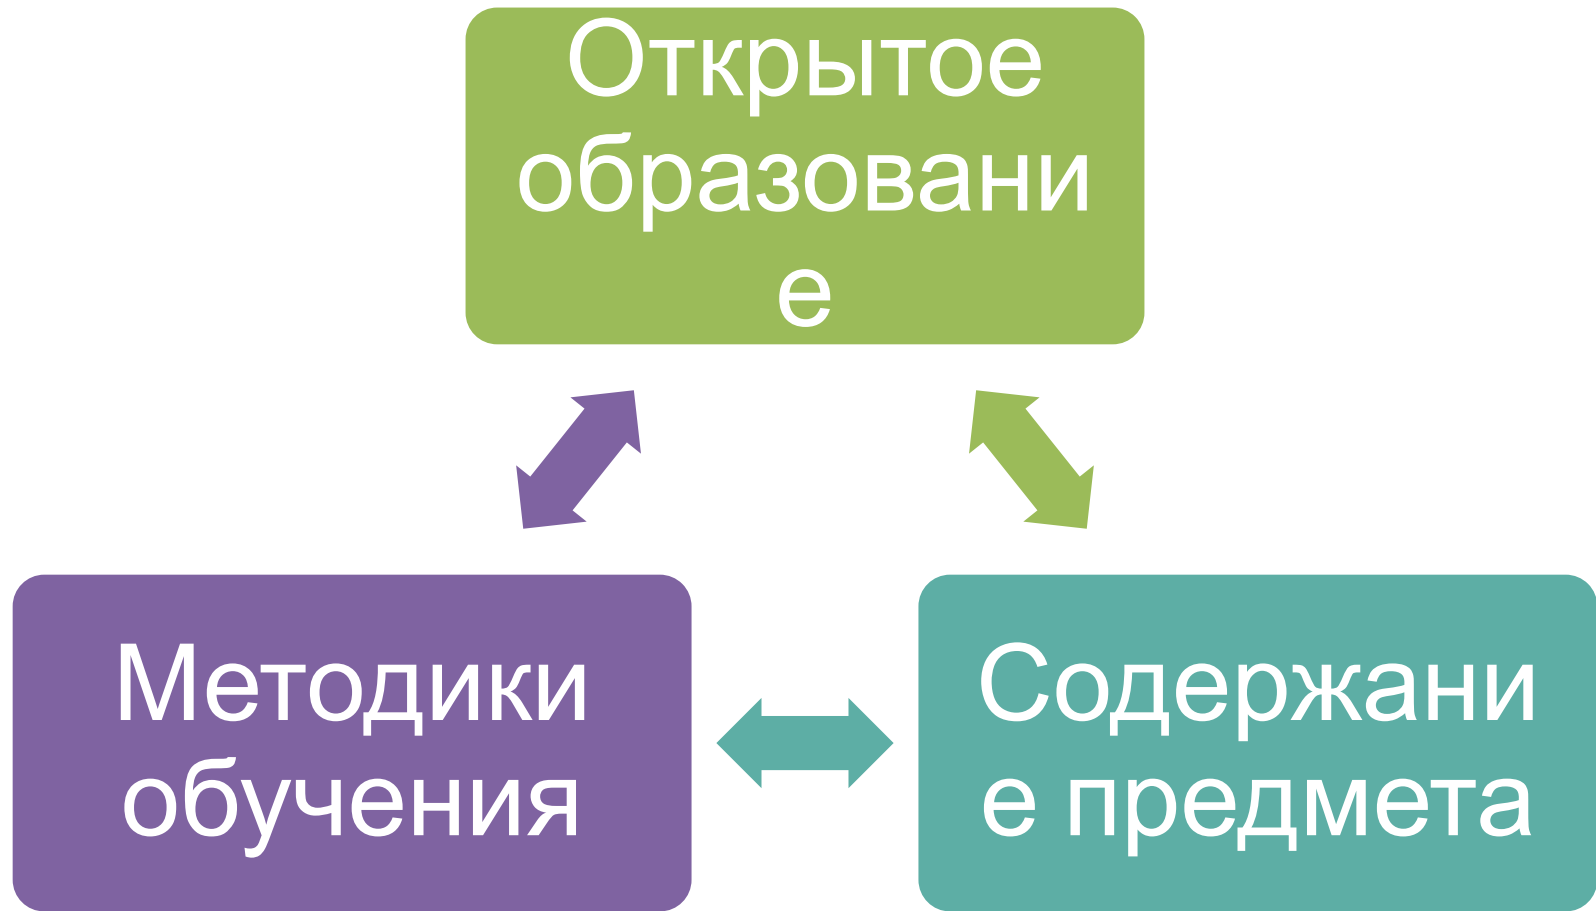 Открытое
образовани
е
Методики
обучения
Содержани
е предмета